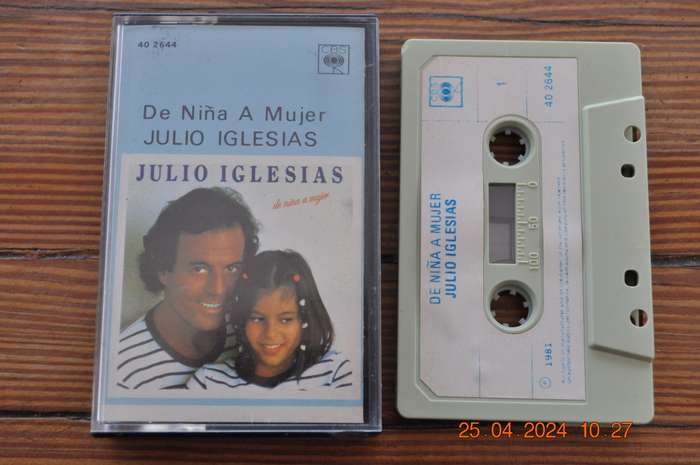 40 2644
CBS
De Niña A Mujer
JULIO IGLESIAS
JULIO IGLESIAS
de niña a mujer
CBS
1
40 2644
DE NIÑA A MUJER
JULIO IGLESIAS
0
50
100
℗ 1981
25.04.2024 10:27